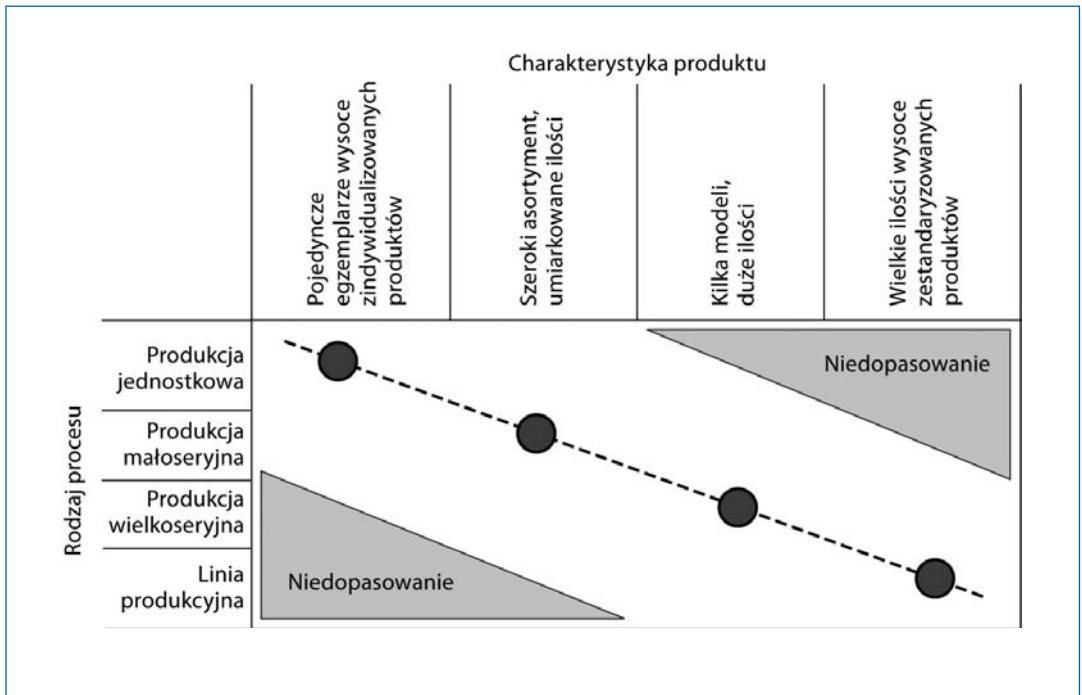 Charakterystyka produktu
Pojedyncze
egzemplarze wysoce
zindywidualizowanych
produktów
Szeroki asortyment,
umiarkowane ilości
Kilka modeli,
duże ilości
Wielkie ilości wysoce
zestandaryzowanych
produktów
Rodzaj procesu
Produkcja
jednostkowa
Niedopasowanie
Produkcja
małoseryjna
Produkcja
wielkoseryjna
Linia
produkcyjna
Niedopasowanie